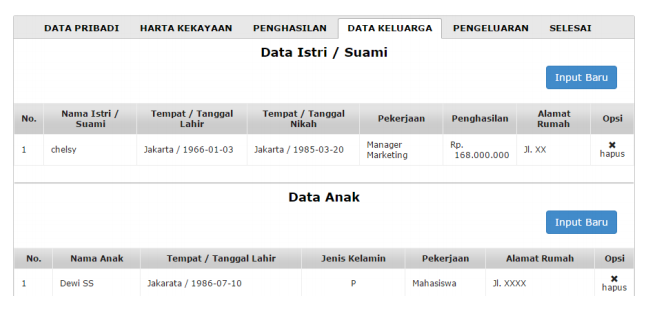 DATA PRIBADI HARTA KEKAYAAN PENGHASILAN DATA KELUARGA PENGELUARAN SELESAI
Data Istri / Suami
Input Baru
No. Nama Istri / Suami Tempat / Tanggal Lahir Tempat / Tanggal Nikah Pekerjaan Penghasilan Alamat Rumah Opsi
1 chelsy Jakarta / 1966-01-03 Jakarta / 1985-03-20 Manager Marketing Rp. 168.000.000 Jl. XX ✖ hapus
Data Anak
Input Baru
No. Nama Anak Tempat / Tanggal Lahir Jenis Kelamin Pekerjaan Alamat Rumah Opsi
1 Dewi SS Jakarata / 1986-07-10 P Mahasiswa Jl. XXXX ✖ hapus